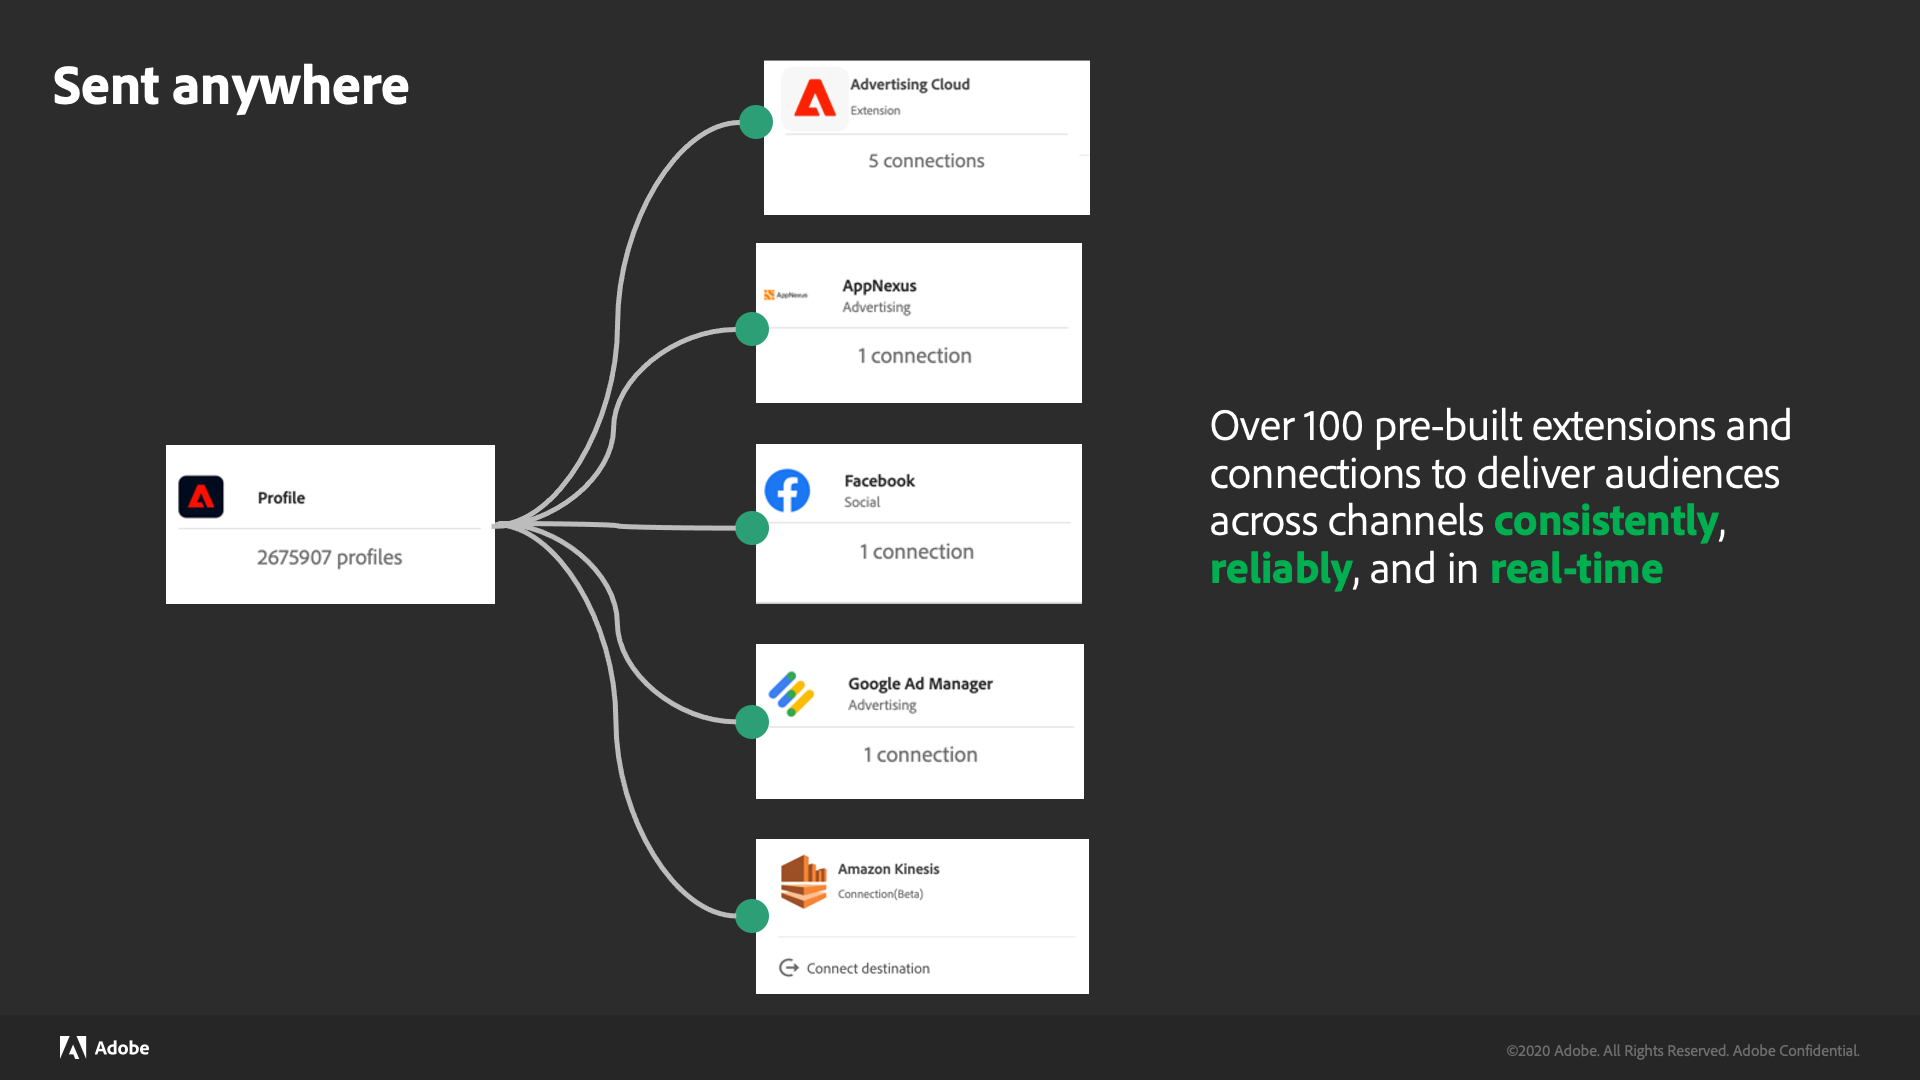 Sent anywhere
Advertising Cloud
Extension
5 connections
AppNexus
AppNexus
Advertising
1 connection
Profile
2675907 profiles
Facebook
Social
1 connection
Google Ad Manager
Advertising
1 connection
Amazon Kinesis
Connection(Beta)
Connect destination
Over 100 pre-built extensions and
connections to deliver audiences
across channels consistently,
reliably, and in real-time
Adobe
©2020 Adobe. All Rights Reserved. Adobe Confidential.